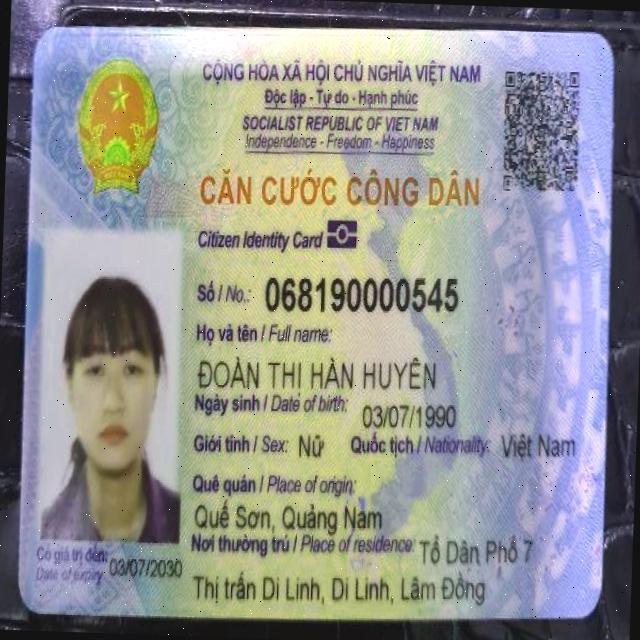 CỘNG HÒA XÃ HỘI CHỦ NGHĨA VIỆT NAM
Độc lập - Tự do - Hạnh phúc
SOCIALIST REPUBLIC OF VIET NAM
Independence - Freedom - Happiness
CĂN CƯỚC CÔNG DÂN
Citizen Identity Card
Số / No.: 068190000545
Họ và tên / Full name:
ĐOÀN THI HÀN HUYÊN
Ngày sinh / Date of birth: 03/07/1990
Giới tính / Sex: Nữ Quốc tịch / Nationality: Việt Nam
Quê quán / Place of origin:
Quế Sơn, Quảng Nam
Nơi thường trú / Place of residence: Tổ Dân Phố 7
Thị trấn Di Linh, Di Linh, Lâm Đồng
Có giá trị đến: 03/07/2030
Date of expiry: